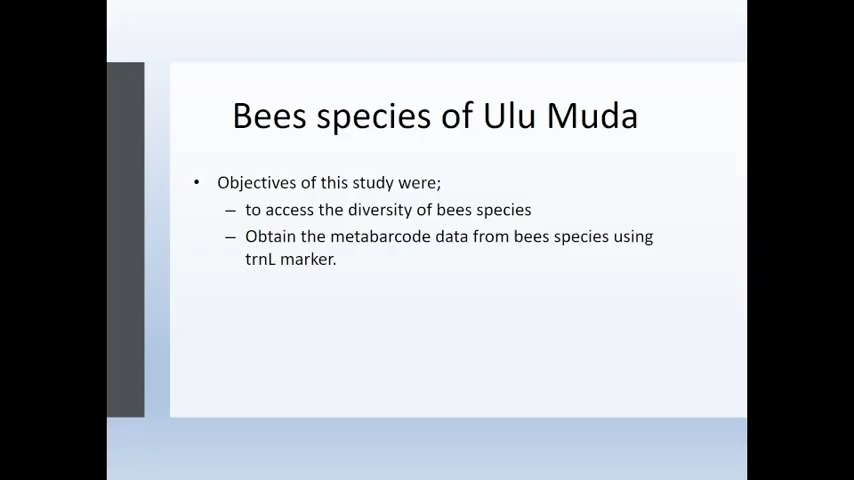 Bees species of Ulu Muda
• Objectives of this study were;
– to access the diversity of bees species
– Obtain the metabarcode data from bees species using
trnL marker.